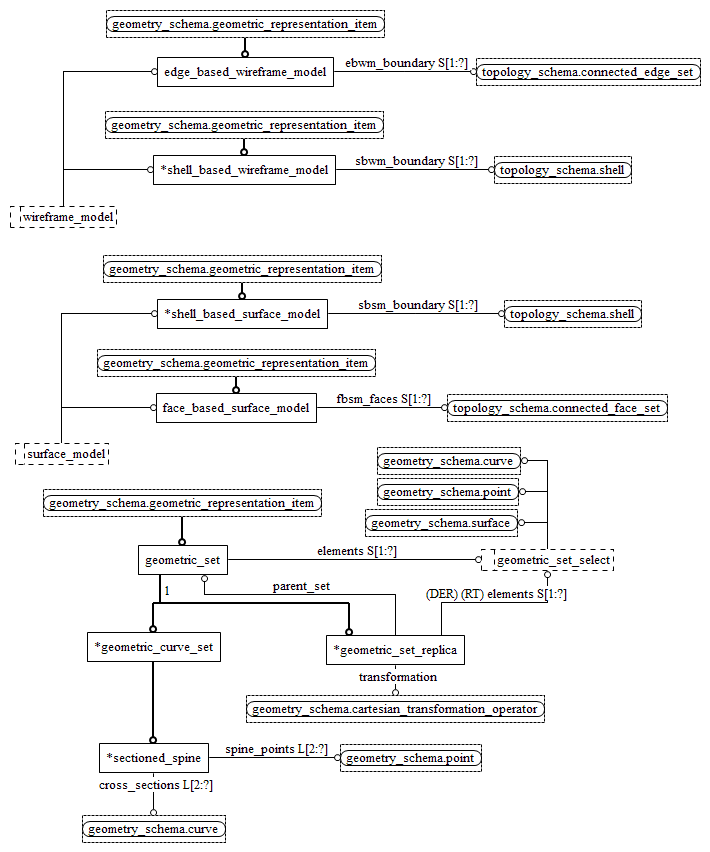 geometry_schema.geometric_representation_item
edge_based_wireframe_model
ebwm_boundary S[1:?]
topology_schema.connected_edge_set
geometry_schema.geometric_representation_item
*shell_based_wireframe_model
sbwm_boundary S[1:?]
topology_schema.shell
wireframe_model
geometry_schema.geometric_representation_item
*shell_based_surface_model
sbsm_boundary S[1:?]
topology_schema.shell
geometry_schema.geometric_representation_item
face_based_surface_model
fbsm_faces S[1:?]
topology_schema.connected_face_set
surface_model
geometry_schema.curve
geometry_schema.point
geometry_schema.geometric_representation_item
geometry_schema.surface
geometric_set
elements S[1:?]
geometric_set_select
1
parent_set
(DER) (RT) elements S[1:?]
*geometric_curve_set
*geometric_set_replica
transformation
geometry_schema.cartesian_transformation_operator
*sectioned_spine
spine_points L[2:?]
geometry_schema.point
cross_sections L[2:?]
geometry_schema.curve